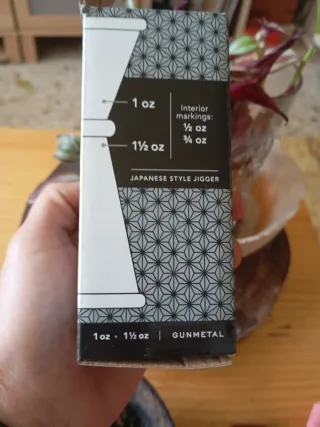 1 oz
1½ oz
Interior
markings:
½ oz
¾ oz
JAPANESE STYLE JIGGER
1 oz · 1½ oz | GUNMETAL